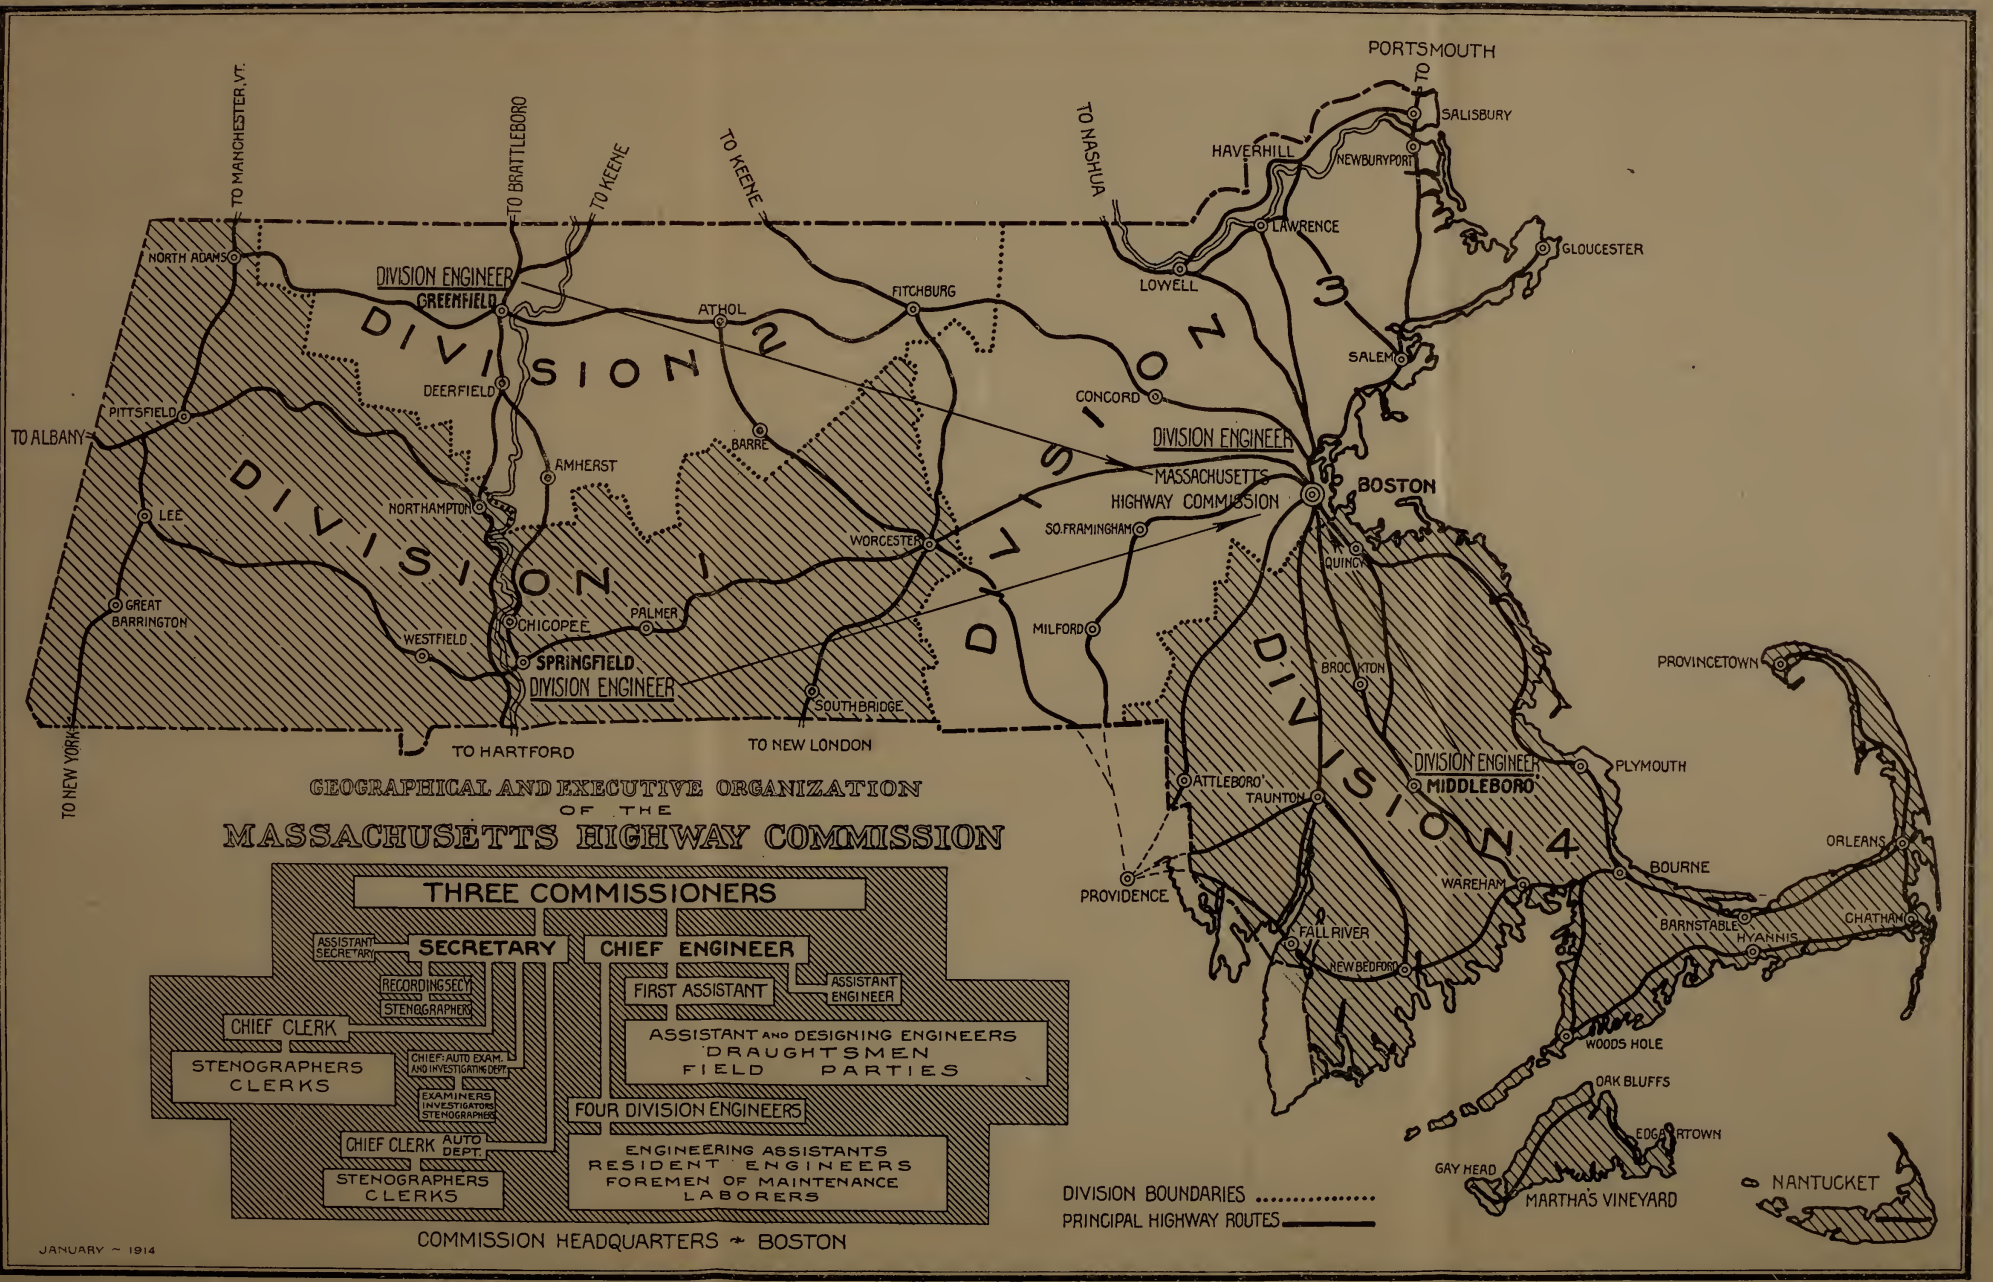 PORTSMOUTH
TO
TO MANCHESTER, VT.
TO BRATTLEBORO
TO KEENE
TO KEENE
TO NASHUA
SALISBURY
HAVERHILL
NEWBURYPORT
LAWRENCE
GLOUCESTER
NORTH ADAMS
DIVISION ENGINEER
GREENFIELD
LOWELL
FITCHBURG
ATHOL
DIVISION 2
DIVISION 3
SALEM
DEERFIELD
CONCORD
PITTSFIELD
TO ALBANY
BARRE
DIVISION ENGINEER
AMHERST
MASSACHUSETTS
HIGHWAY COMMISSION
BOSTON
DIVISION 1
NORTHAMPTON
LEE
SO. FRAMINGHAM
WORCESTER
QUINCY
GREAT
BARRINGTON
PALMER
CHICOPEE
WESTFIELD
MILFORD
SPRINGFIELD
DIVISION ENGINEER
BROCKTON
PROVINCETOWN
SOUTHBRIDGE
DIVISION 4
TO NEW YORK
TO HARTFORD
TO NEW LONDON
DIVISION ENGINEER
MIDDLEBORO'
PLYMOUTH
ATTLEBORO'
TAUNTON
ORLEANS
BOURNE
WAREHAM
PROVIDENCE
BARNSTABLE
HYANNIS
CHATHAM
FALL RIVER
NEW BEDFORD
WOODS HOLE
OAK BLUFFS
EDGARTOWN
GAY HEAD
MARTHA'S VINEYARD
NANTUCKET
GEOGRAPHICAL AND EXECUTIVE ORGANIZATION
OF THE
MASSACHUSETTS HIGHWAY COMMISSION
THREE COMMISSIONERS
ASSISTANT
SECRETARY
SECRETARY
CHIEF ENGINEER
RECORDING SECY
STENOGRAPHERS
FIRST ASSISTANT
ASSISTANT
ENGINEER
CHIEF CLERK
STENOGRAPHERS
CLERKS
ASSISTANT AND DESIGNING ENGINEERS
DRAUGHTSMEN
FIELD PARTIES
CHIEF: AUTO EXAM.
AND INVESTIGATING DEPT.
EXAMINERS
INVESTIGATORS
STENOGRAPHERS
FOUR DIVISION ENGINEERS
CHIEF CLERK AUTO DEPT.
STENOGRAPHERS
CLERKS
ENGINEERING ASSISTANTS
RESIDENT ENGINEERS
FOREMEN OF MAINTENANCE
LABORERS
COMMISSION HEADQUARTERS ~ BOSTON
DIVISION BOUNDARIES
PRINCIPAL HIGHWAY ROUTES
JANUARY ~ 1914